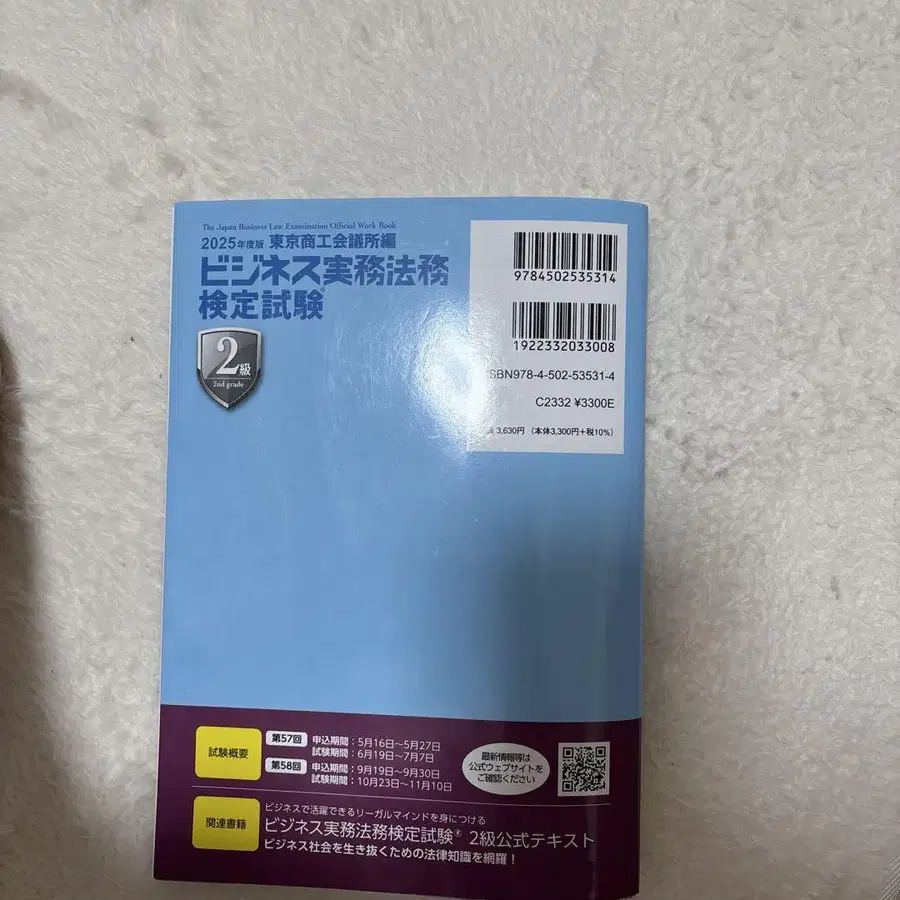 The Japan Business Law Examination Official Work Book
2025年度版 東京商工会議所編
ビジネス実務法務
検定試験®
2級
2nd grade
9784502535314
1922332033008
SBN978-4-502-53531-4
C2332 ¥3300E
3,630円 (本体3,300円+税10%)
試験概要
第57回 申込期間:5月16日~5月27日
試験期間:6月19日~7月7日
第58回 申込期間:9月19日~9月30日
試験期間:10月23日~11月10日
最新情報等は
公式ウェブサイトを
ご確認ください
関連書籍
ビジネスで活躍できるリーガルマインドを身につける
ビジネス実務法務検定試験® 2級公式テキスト
ビジネス社会を生き抜くための法律知識を網羅!